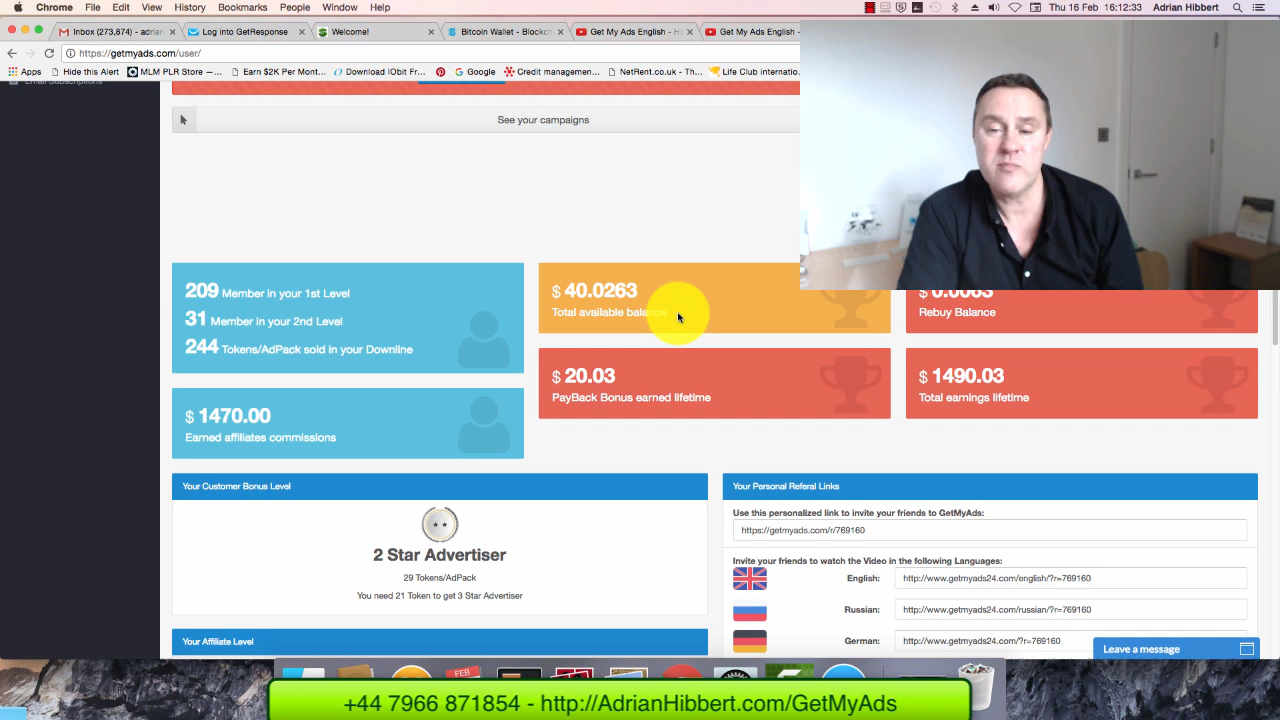 Chrome File Edit View History Bookmarks People Window Help Thu 16 Feb 16:12:33 Adrian Hibbert
Inbox (273,874) - adrian Log into GetResponse Welcome! Bitcoin Wallet - Blockch Get My Ads English - Get My Ads English -
https://getmyads.com/user/
Apps Hide this Alert MLM PLR Store — ... Earn $2K Per Mont... Download IObit Fr... Google Credit managemen... NetRent.co.uk - Th... Life Club internatio...
Email Subscriptions
See your campaigns
209 Member in your 1st Level
31 Member in your 2nd Level
244 Tokens/AdPack sold in your Downline
$ 40.0263
Total available balance
Rebuy Balance
$ 20.03
PayBack Bonus earned lifetime
$ 1490.03
Total earnings lifetime
$ 1470.00
Earned affiliates commissions
Your Customer Bonus Level
2 Star Advertiser
29 Tokens/AdPack
You need 21 Token to get 3 Star Advertiser
Your Affiliate Level
Your Personal Referal Links
Use this personalized link to invite your friends to GetMyAds:
https://getmyads.com/r/769160
Invite your friends to watch the Video in the following Languages:
English: http://www.getmyads24.com/english/?r=769160
Russian: http://www.getmyads24.com/russian/?r=769160
German: http://www.getmyads24.com/?r=769160
Leave a message
FEB
+44 7966 871854 - http://AdrianHibbert.com/GetMyAds